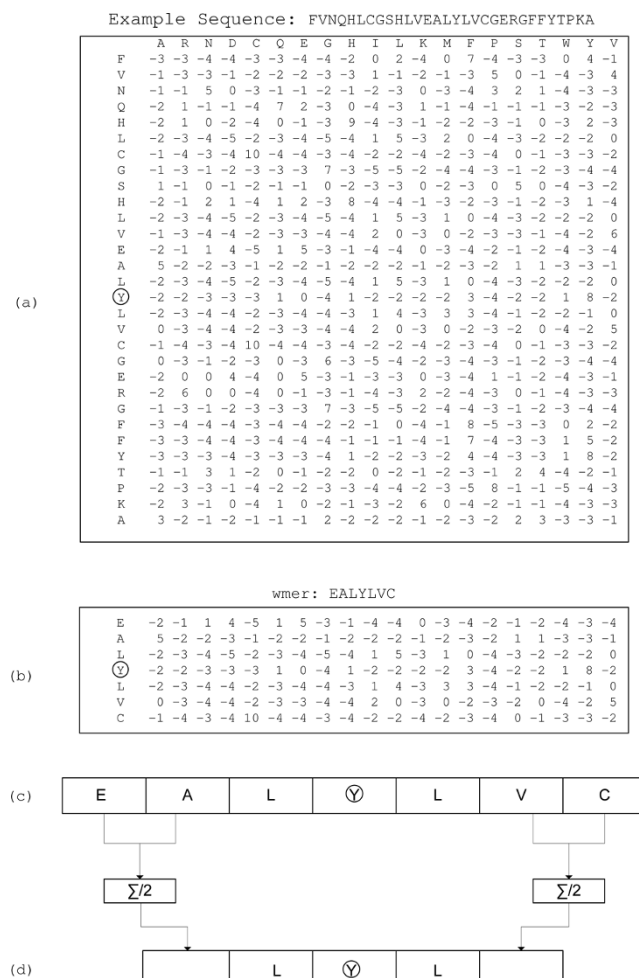 Example Sequence: FVNQHLCGSHLVEALYLVCGERGFFYTPKA
A R N D C Q E G H I L K M F P S T W Y V
F -3 -3 -4 -4 -3 -3 -4 -4 -2 0 2 -4 0 7 -4 -3 -3 0 4 -1
V -1 -3 -3 -1 -2 -2 -2 -3 -3 1 -1 -2 -1 -3 5 0 -1 -4 -3 4
N -1 -1 5 0 -3 -1 -1 -2 -1 -2 -3 0 -3 -4 3 2 1 -4 -3 -3
Q -2 1 -1 -1 -4 7 2 -3 0 -4 -3 1 -1 -4 -1 -1 -1 -3 -2 -3
H -2 1 0 -2 -4 0 -1 -3 9 -4 -3 -1 -2 -2 -3 -1 0 -3 0 -3
L -2 -3 -4 -5 -2 -3 -4 -5 -4 1 5 -3 2 0 -4 -3 -2 -2 -2 0
C -1 -4 -3 -4 10 -4 -4 -3 -4 -2 -2 -4 -2 -3 -4 0 -1 -3 -3 -2
G -1 -3 -1 -2 -3 -3 -3 7 -3 -5 -5 -2 -4 -4 -3 -1 -2 -3 -4 -4
S 1 -1 0 -1 -2 -1 -1 0 -2 -3 -3 0 -2 -3 0 5 0 -4 -3 -2
H -2 -1 2 1 -4 1 2 -3 8 -4 -4 -1 -3 -2 -3 -1 -2 -3 1 -4
L -2 -3 -4 -5 -2 -3 -4 -5 -4 1 5 -3 1 0 -4 -3 -2 -2 -2 0
V -1 -3 -4 -4 -2 -3 -3 -4 -4 2 0 -3 0 -2 -3 -2 -1 -4 -2 6
E -2 -1 1 4 -5 1 5 -3 -1 -4 -4 0 -3 -4 -2 -1 -2 -4 -3 -4
A 5 -2 -2 -3 -1 -2 -2 -1 -2 -2 -2 -1 -2 -3 -2 1 1 -3 -3 -1
L -2 -3 -4 -5 -2 -3 -4 -5 -4 1 5 -3 1 0 -4 -3 -2 -2 -2 0
Y -2 -2 -2 -3 -3 -1 0 -4 1 -2 -2 -2 -2 3 -4 -2 -2 1 8 -2
L -2 -3 -4 -4 -2 -3 -4 -4 -3 1 4 -3 3 3 -4 -1 -2 -2 -1 0
V 0 -3 -4 -4 -2 -3 -3 -4 -4 2 0 -3 0 -2 -3 -2 0 -4 -2 5
C -1 -4 -3 -4 10 -4 -4 -3 -4 -2 -2 -4 -2 -3 -4 0 -1 -3 -3 -2
G 0 -3 -1 -2 -3 0 -3 6 -3 -5 -4 -2 -3 -4 -3 -1 -2 -3 -4 -4
E -2 0 0 4 -4 0 5 -3 -1 -3 -3 0 -3 -4 1 -1 -2 -4 -3 -4
R -2 6 0 0 -4 0 -1 -3 -1 -4 -3 2 -2 -4 -3 0 -1 -4 -3 -3
G -1 -3 -1 -2 -3 -3 -3 7 -3 -5 -5 -2 -4 -4 -3 -1 -2 -3 -4 -4
F -3 -4 -4 -4 -3 -4 -4 -2 -2 -1 0 -4 -1 8 -5 -3 -3 0 2 -2
F -3 -3 -4 -3 -4 -4 -4 -4 -1 -1 -1 -4 -1 7 -4 -3 -3 1 5 -2
Y -3 -3 -3 -4 -3 -3 -3 -4 1 -2 -2 -3 -2 4 -4 -3 -3 1 8 -2
T -1 -1 3 1 -2 0 -1 -2 -2 0 -2 -1 -2 -3 -1 2 4 -4 -2 -1
P -2 -3 -3 -1 -4 -2 -2 -3 -3 -4 -4 -2 -3 -5 8 -1 -1 -5 -4 -3
K -2 3 -1 0 -4 1 0 -2 -1 -3 -2 6 0 -4 -2 -1 -1 -4 -3 -3
A 3 -2 -1 -2 -1 -1 -1 2 -2 -2 -2 -1 -2 -3 -2 2 3 -3 -3 -1
(a)
wmer: EALYLVC
E -2 -1 1 4 -5 1 5 -3 -1 -4 -4 0 -3 -4 -2 -1 -2 -4 -3 -4
A 5 -2 -2 -3 -1 -2 -2 -1 -2 -2 -2 -1 -2 -3 -2 1 1 -3 -3 -1
L -2 -3 -4 -5 -2 -3 -4 -5 -4 1 5 -3 1 0 -4 -3 -2 -2 -2 0
Y -2 -2 -2 -3 -3 -1 0 -4 1 -2 -2 -2 -2 3 -4 -2 -2 1 8 -2
L -2 -3 -4 -4 -2 -3 -4 -4 -3 1 4 -3 3 3 -4 -1 -2 -2 -1 0
V 0 -3 -4 -4 -2 -3 -3 -4 -4 2 0 -3 0 -2 -3 -2 0 -4 -2 5
C -1 -4 -3 -4 10 -4 -4 -3 -4 -2 -2 -4 -2 -3 -4 0 -1 -3 -3 -2
(b)
(c) E A L Y L V C
∑/2 ∑/2
(d) L Y L